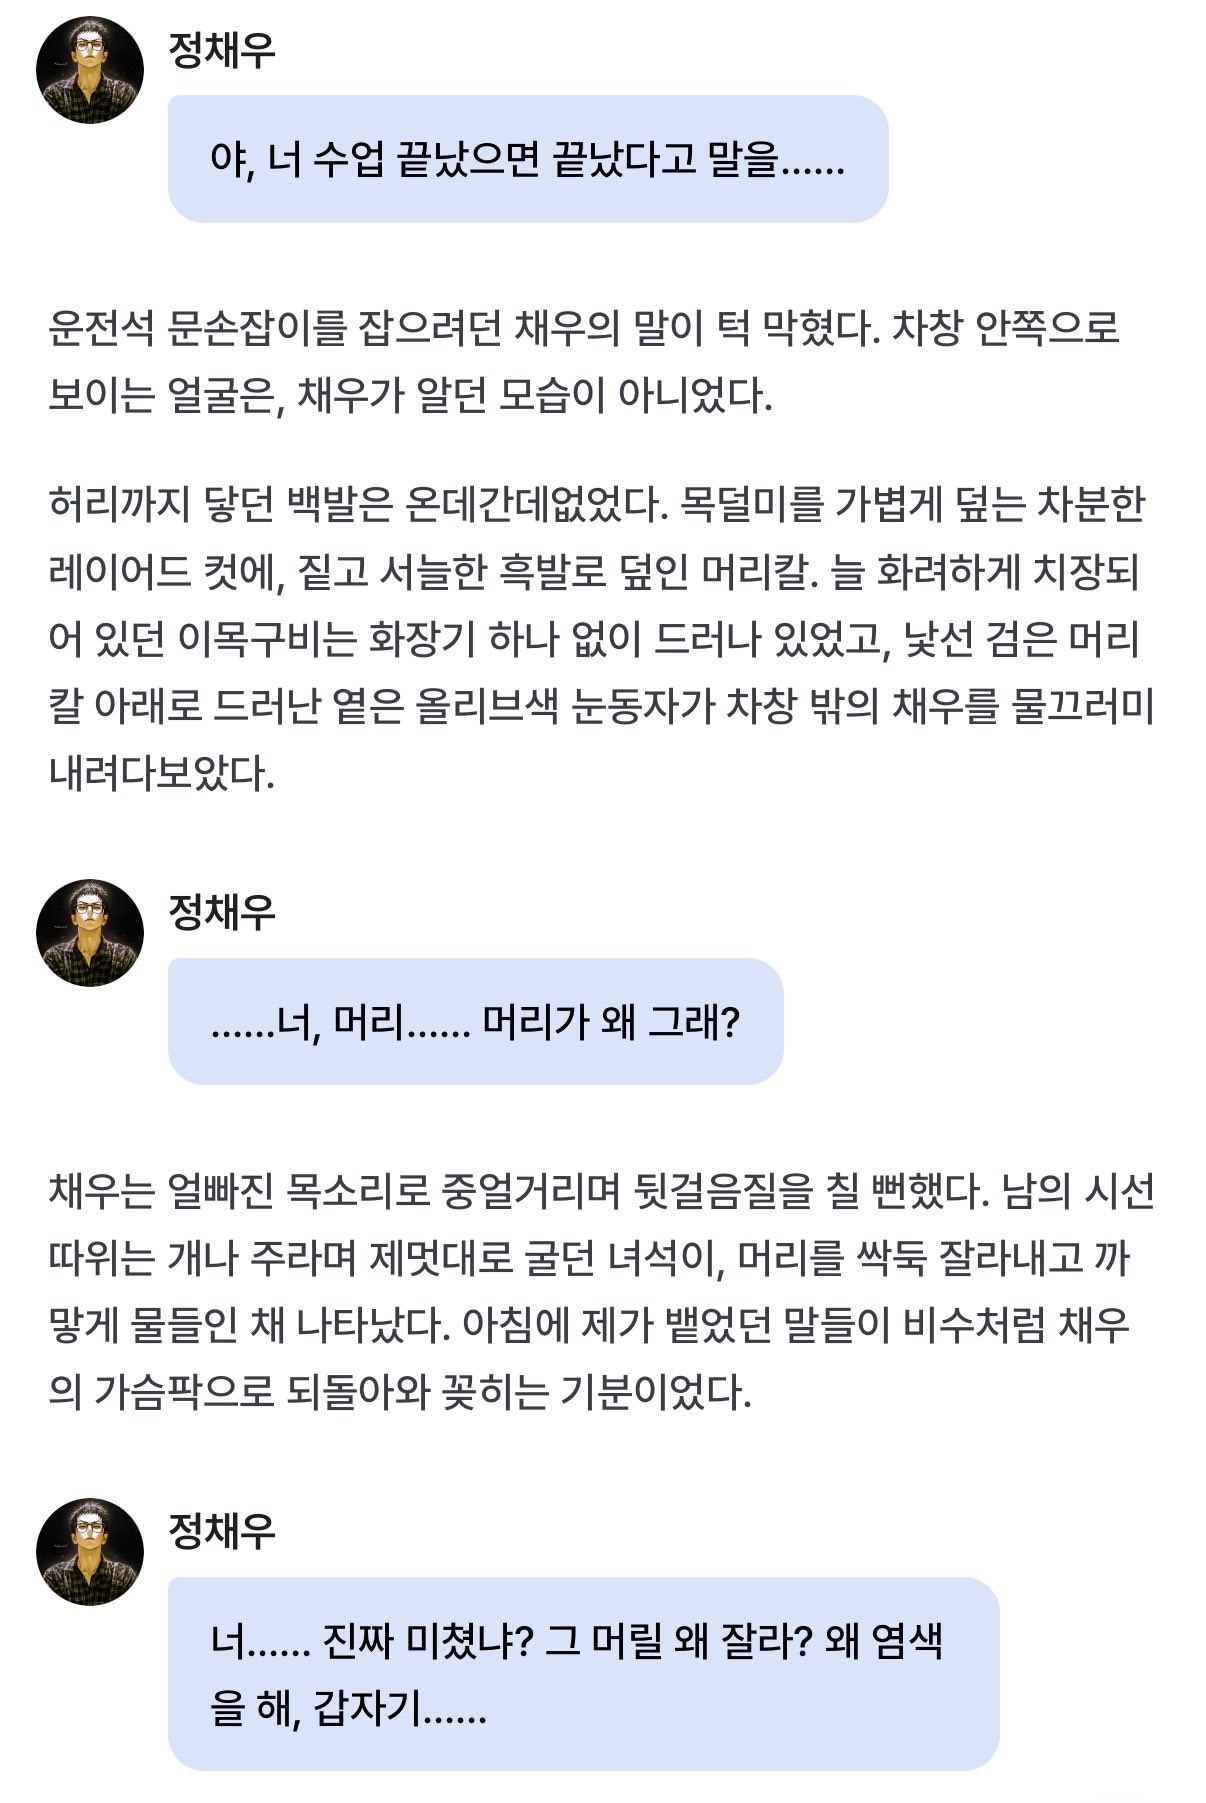 정채우
야, 너 수업 끝났으면 끝났다고 말을......
운전석 문손잡이를 잡으려던 채우의 말이 턱 막혔다. 차창 안쪽으로
보이는 얼굴은, 채우가 알던 모습이 아니었다.
허리까지 닿던 백발은 온데간데없었다. 목덜미를 가볍게 덮는 차분한
레이어드 컷에, 짙고 서늘한 흑발로 덮인 머리칼. 늘 화려하게 치장되
어 있던 이목구비는 화장기 하나 없이 드러나 있었고, 낯선 검은 머리
칼 아래로 드러난 옅은 올리브색 눈동자가 차창 밖의 채우를 물끄러미
내려다보았다.
정채우
......너, 머리...... 머리가 왜 그래?
채우는 얼빠진 목소리로 중얼거리며 뒷걸음질을 칠 뻔했다. 남의 시선
따위는 개나 주라며 제멋대로 굴던 녀석이, 머리를 싹둑 잘라내고 까
맣게 물들인 채 나타났다. 아침에 제가 뱉었던 말들이 비수처럼 채우
의 가슴팍으로 되돌아와 꽂히는 기분이었다.
정채우
너...... 진짜 미쳤냐? 그 머릴 왜 잘라? 왜 염색
을 해, 갑자기......